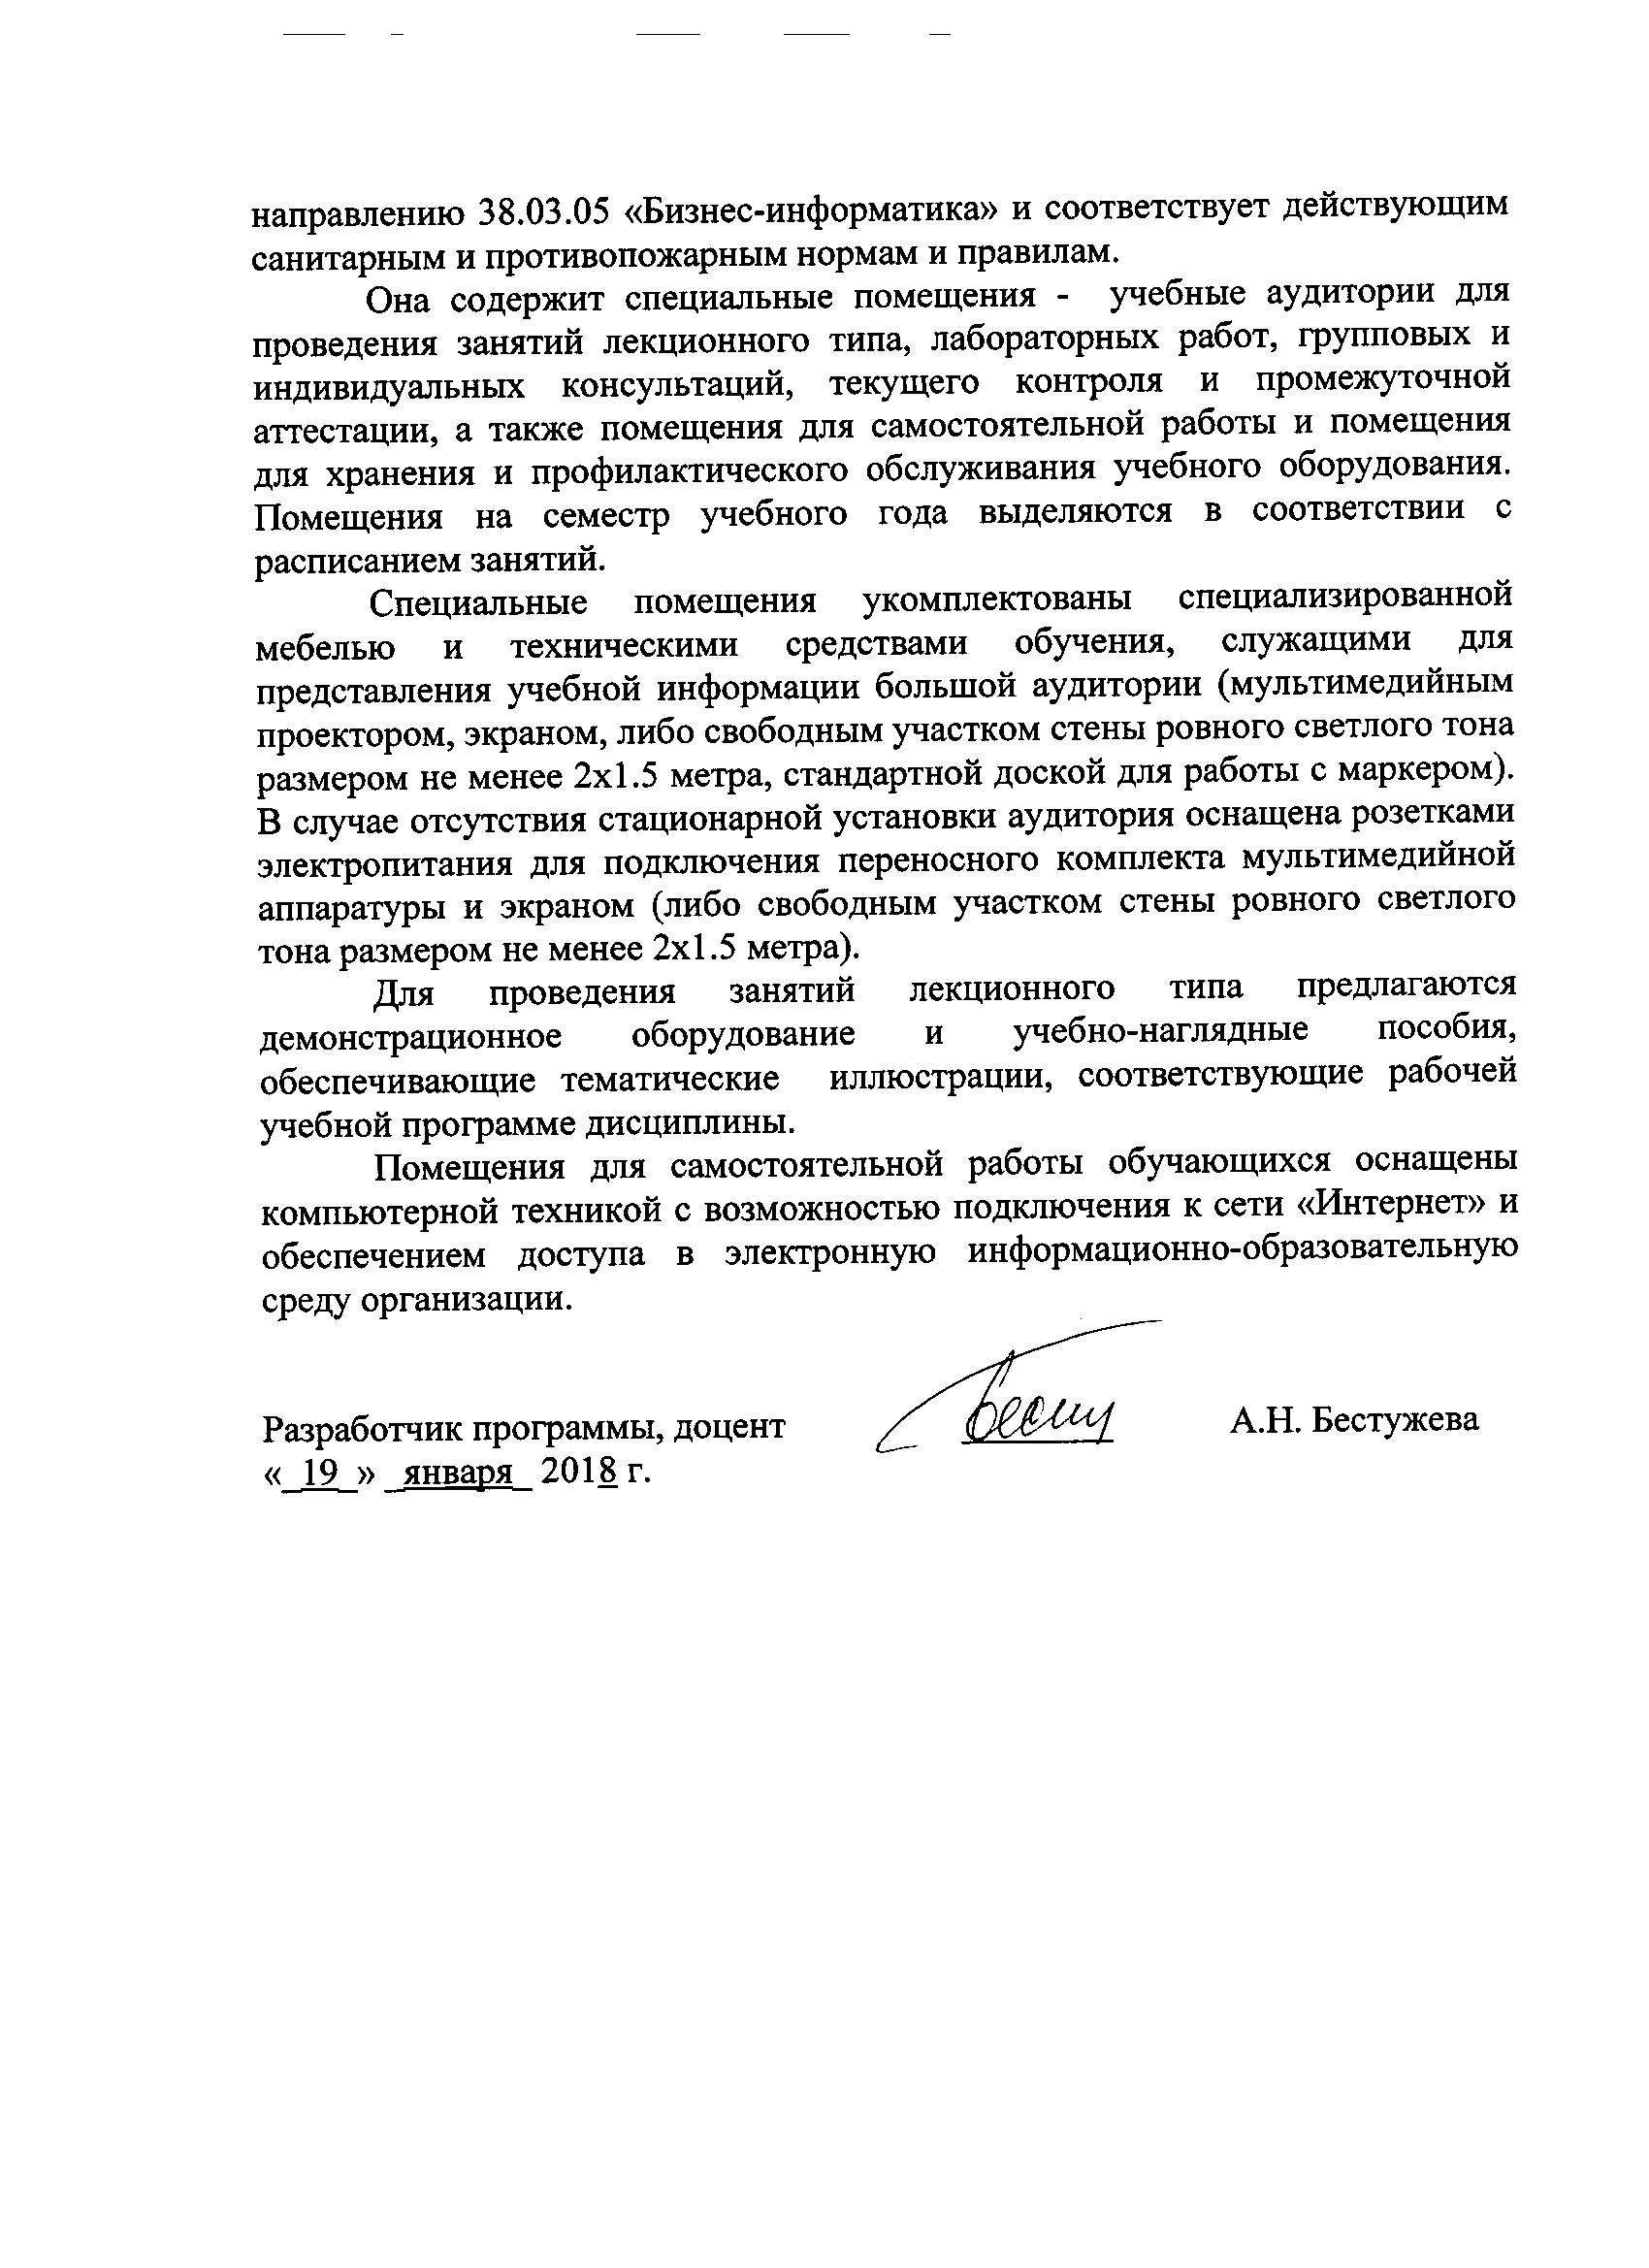 направлению 38.03.05 «Бизнес-информатика» и соответствует действующим
санитарным и противопожарным нормам и правилам.
Она содержит специальные помещения - учебные аудитории для
проведения занятий лекционного типа, лабораторных работ, групповых и
индивидуальных консультаций, текущего контроля и промежуточной
аттестации, а также помещения для самостоятельной работы и помещения
для хранения и профилактического обслуживания учебного оборудования.
Помещения на семестр учебного года выделяются в соответствии с
расписанием занятий.
Специальные помещения укомплектованы специализированной
мебелью и техническими средствами обучения, служащими для
представления учебной информации большой аудитории (мультимедийным
проектором, экраном, либо свободным участком стены ровного светлого тона
размером не менее 2х1.5 метра, стандартной доской для работы с маркером).
В случае отсутствия стационарной установки аудитория оснащена розетками
электропитания для подключения переносного комплекта мультимедийной
аппаратуры и экраном (либо свободным участком стены ровного светлого
тона размером не менее 2х1.5 метра).
Для проведения занятий лекционного типа предлагаются
демонстрационное оборудование и учебно-наглядные пособия,
обеспечивающие тематические иллюстрации, соответствующие рабочей
учебной программе дисциплины.
Помещения для самостоятельной работы обучающихся оснащены
компьютерной техникой с возможностью подключения к сети «Интернет» и
обеспечением доступа в электронную информационно-образовательную
среду организации.
Разработчик программы, доцент А.Н. Бестужева
«_19_» _января_ 2018 г.